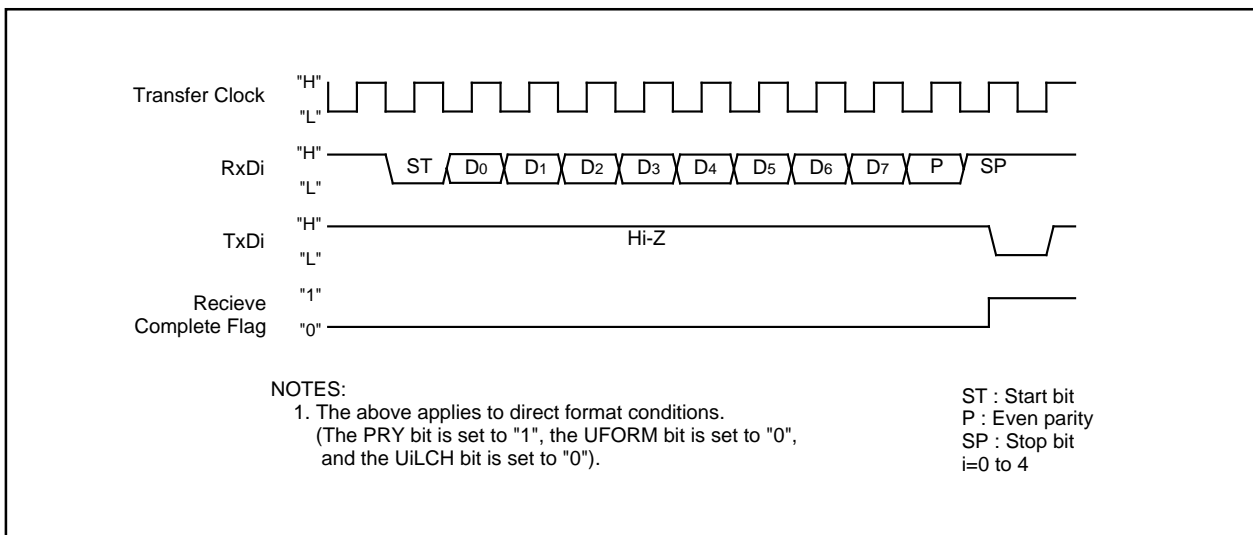 Transfer Clock "H"
"L"
RxDi "H"
"L"
ST D0 D1 D2 D3 D4 D5 D6 D7 P SP
TxDi "H"
"L"
Hi-Z
Recieve
Complete Flag
"1"
"0"
NOTES:
1. The above applies to direct format conditions.
(The PRY bit is set to "1", the UFORM bit is set to "0",
and the UiLCH bit is set to "0").
ST : Start bit
P : Even parity
SP : Stop bit
i=0 to 4